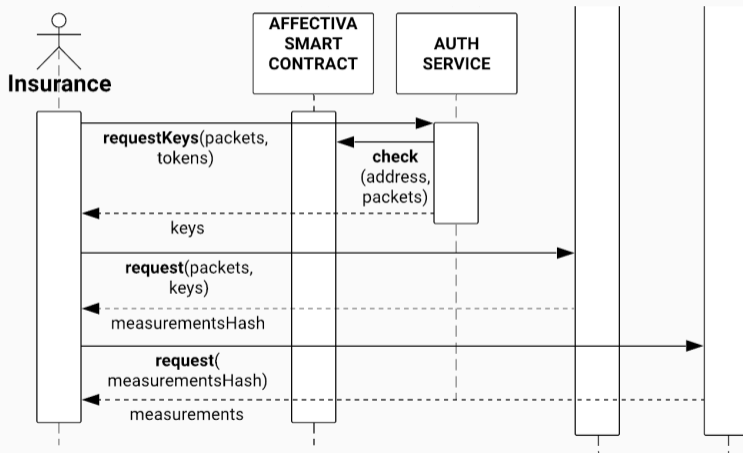 AFFECTIVA
SMART
CONTRACT
AUTH
SERVICE
Insurance
requestKeys(packets,
tokens)
check
(address,
packets)
keys
request(packets,
keys)
measurementsHash
request(
measurementsHash)
measurements